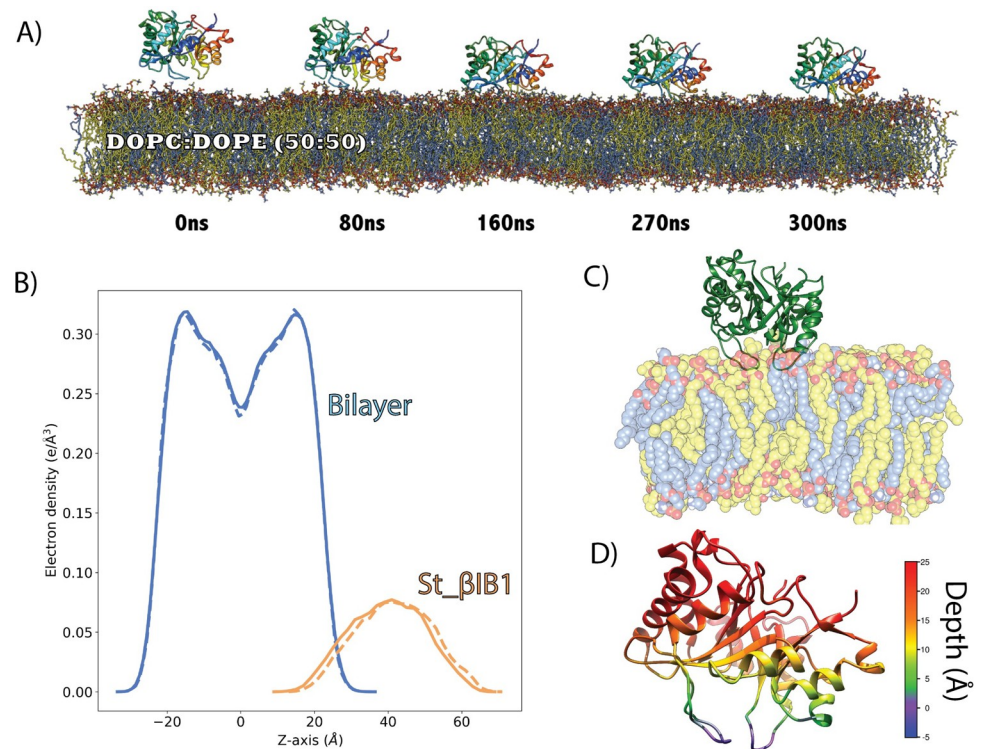 A)
DOPC:DOPE (50:50)
0ns 80ns 160ns 270ns 300ns
B)
0.30
0.25
0.20
0.15
0.10
0.05
0.00
Electron density (e/Å³)
Bilayer
St_βIB1
−20 0 20 40 60
Z-axis (Å)
C)
D)
25
20
15
10
5
0
-5
Depth (Å)